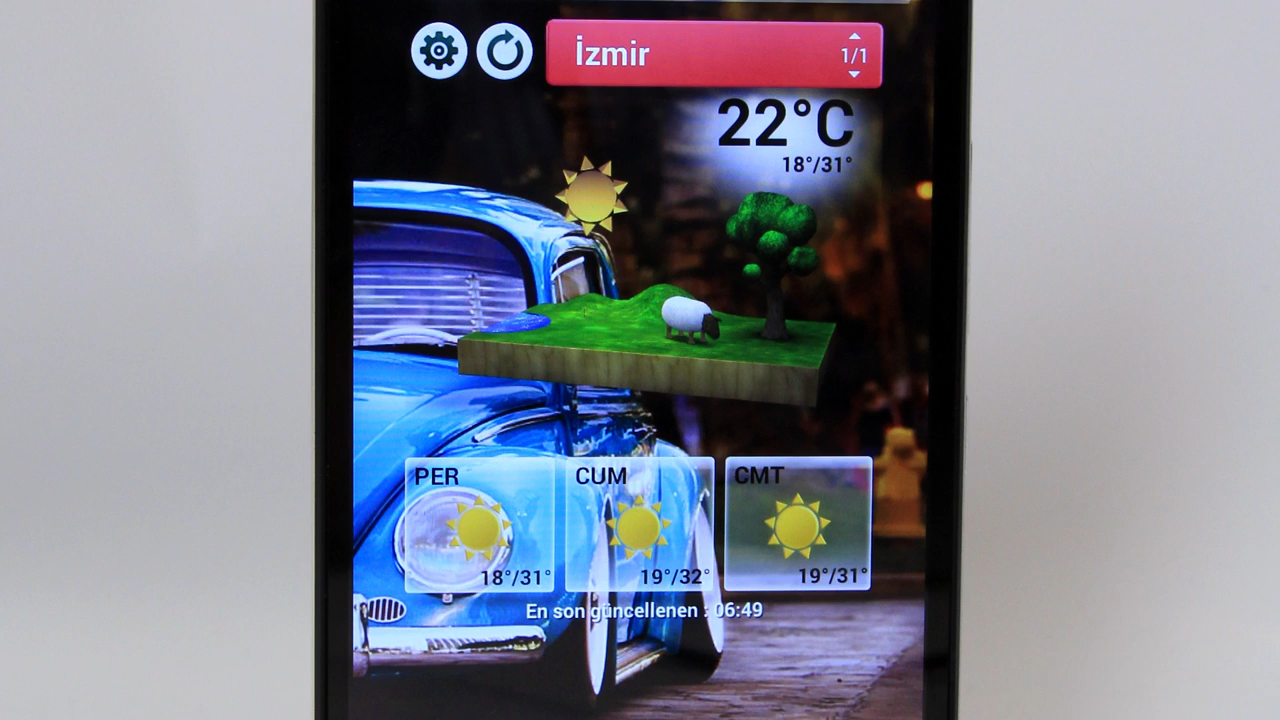 İzmir
1/1
22°C
18°/31°
PER
CUM
CMT
18°/31°
19°/32°
19°/31°
En son güncellenen : 06:49